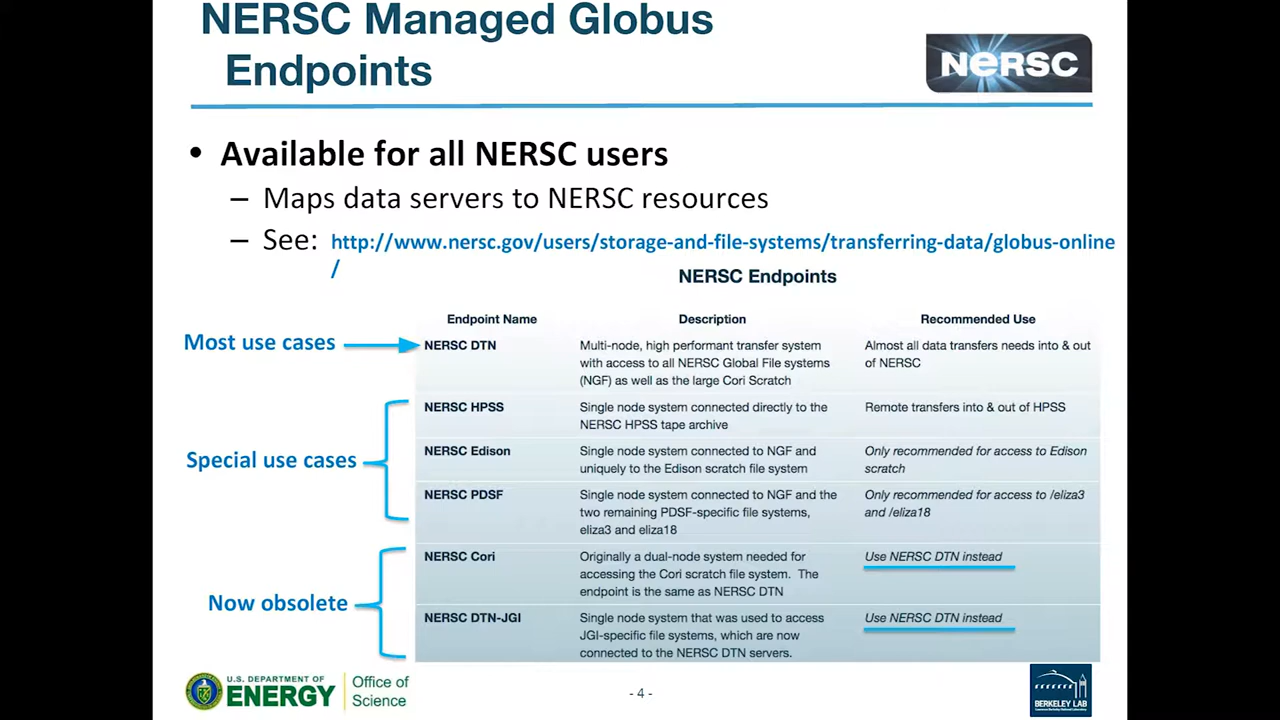 NERSC Managed Globus
Endpoints
NERSC
• Available for all NERSC users
– Maps data servers to NERSC resources
– See: http://www.nersc.gov/users/storage-and-file-systems/transferring-data/globus-online
/
NERSC Endpoints
Endpoint Name Description Recommended Use
Most use cases
NERSC DTN Multi-node, high performant transfer system Almost all data transfers needs into & out
with access to all NERSC Global File systems of NERSC
(NGF) as well as the large Cori Scratch
Special use cases
NERSC HPSS Single node system connected directly to the Remote transfers into & out of HPSS
NERSC HPSS tape archive
NERSC Edison Single node system connected to NGF and Only recommended for access to Edison
uniquely to the Edison scratch file system scratch
NERSC PDSF Single node system connected to NGF and the Only recommended for access to /eliza3
two remaining PDSF-specific file systems, and /eliza18
eliza3 and eliza18
Now obsolete
NERSC Cori Originally a dual-node system needed for Use NERSC DTN instead
accessing the Cori scratch file system. The
endpoint is the same as NERSC DTN
NERSC DTN-JGI Single node system that was used to access Use NERSC DTN instead
JGI-specific file systems, which are now
connected to the NERSC DTN servers.
U.S. DEPARTMENT OF
ENERGY
Office of
Science
- 4 -
BERKELEY LAB